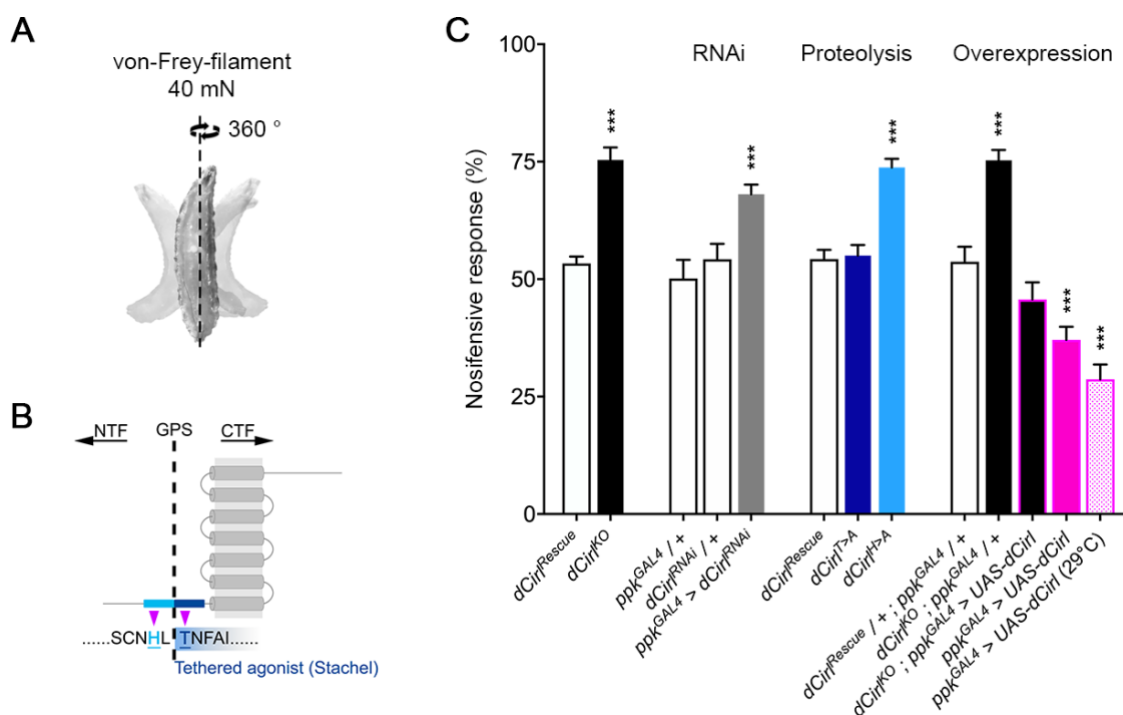 A
von-Frey-filament
40 mN
360 °
B
NTF
GPS
CTF
......SCNHL
TNFAI......
Tethered agonist (Stachel)
C
RNAi
Proteolysis
Overexpression
Nosifensive response (%)
100
75
50
25
0
***
***
***
***
***
***
dCirl^Rescue
dCirl^KO
ppk^GAL4 / +
dCirl^RNAi / +
ppk^GAL4 > dCirl^RNAi
dCirl^Rescue
dCirl^T>A
dCirl^H>A
dCirl^Rescue / + ; ppk^GAL4 / +
dCirl^KO ; ppk^GAL4 / +
dCirl^KO ; ppk^GAL4 > UAS-dCirl
ppk^GAL4 > UAS-dCirl
ppk^GAL4 > UAS-dCirl (29°C)